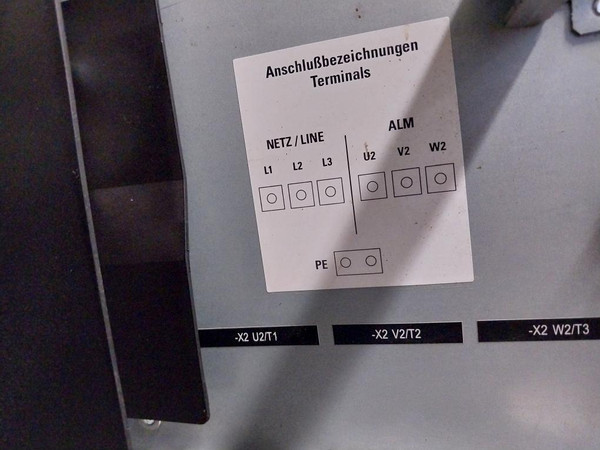 Anschlußbezeichnungen
Terminals
NETZ / LINE
ALM
L1 L2 L3
U2 V2 W2
PE
-X2 U2/T1
-X2 V2/T2
-X2 W2/T3